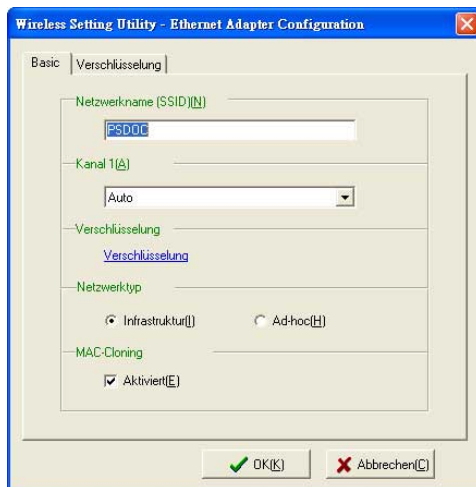 Wireless Setting Utility - Ethernet Adapter Configuration
Basic
Verschlüsselung
Netzwerkname (SSID)(N)
PSDOC
Kanal 1(A)
Auto
Verschlüsselung
Verschlüsselung
Netzwerktyp
Infrastruktur(I)
Ad-hoc(H)
MAC-Cloning
Aktiviert(E)
OK(K)
Abbrechen(C)